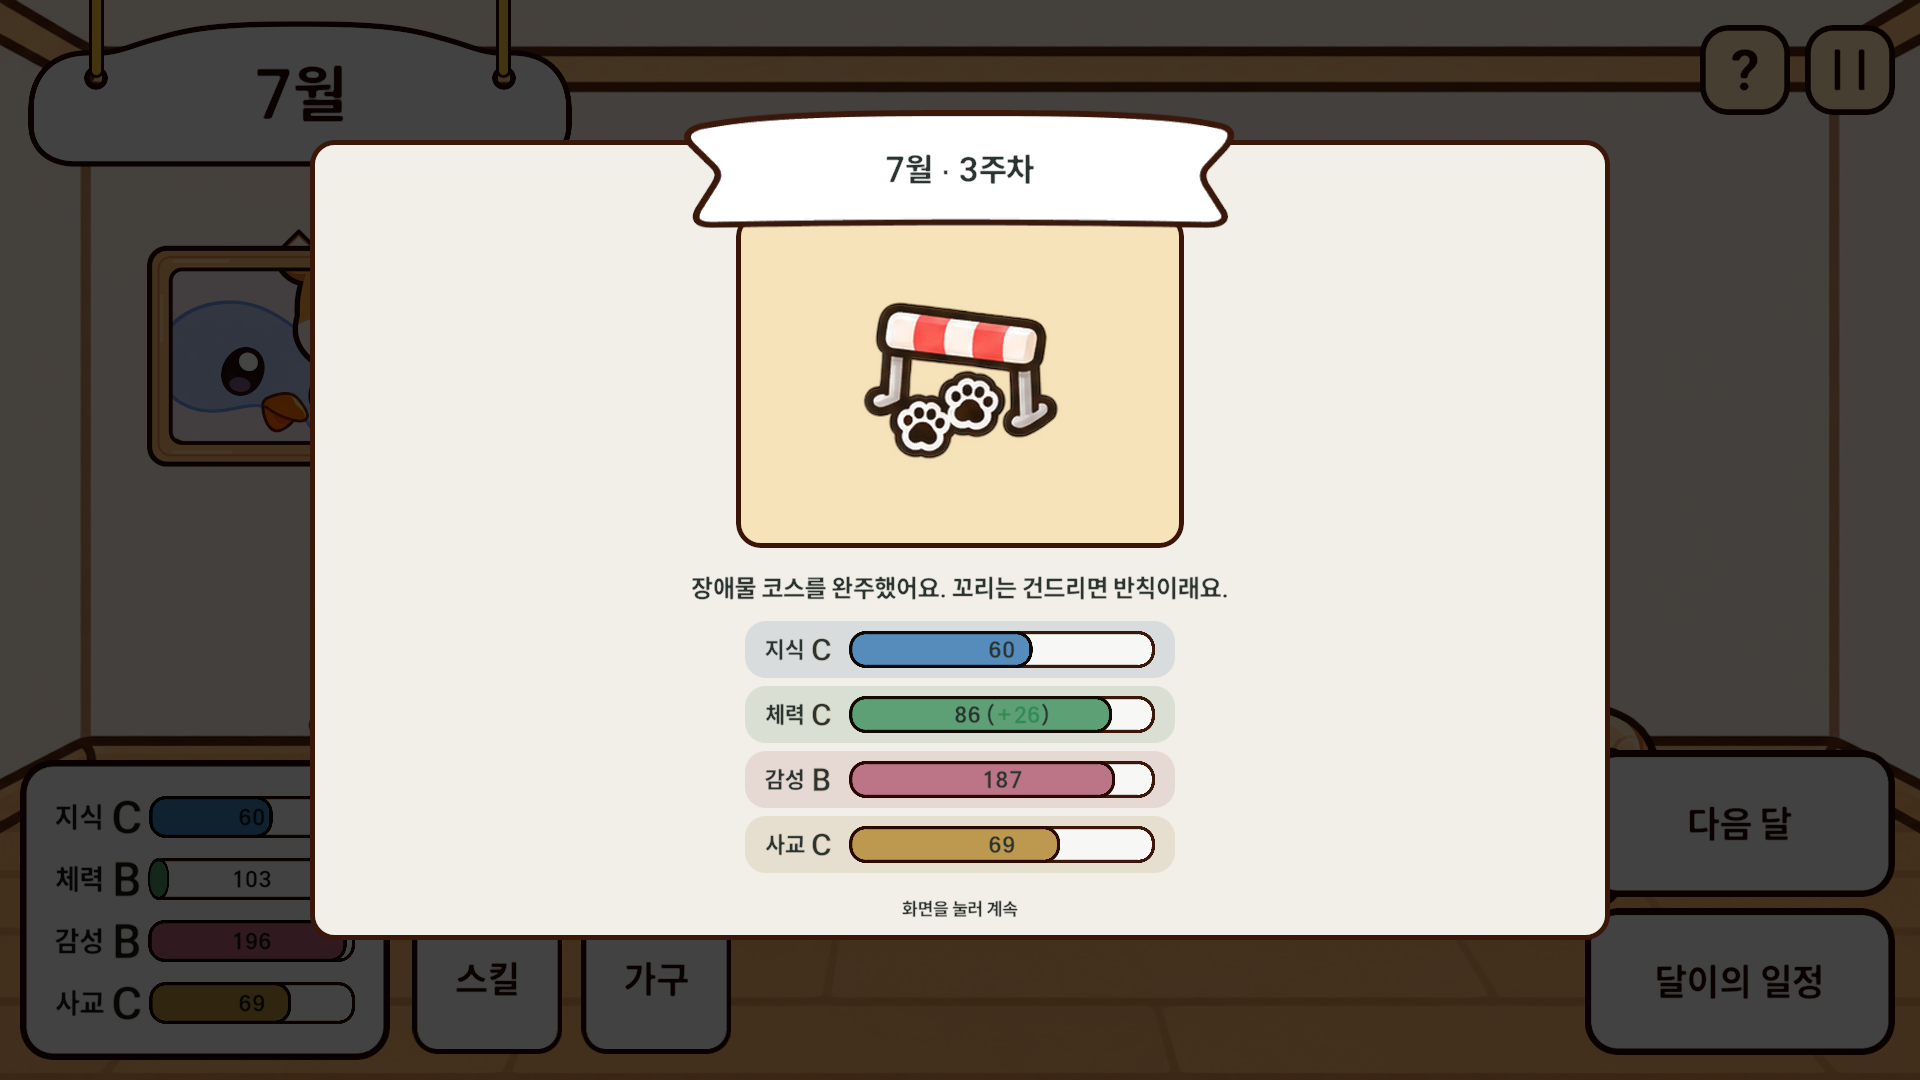 7월
?
7월 · 3주차
장애물 코스를 완주했어요. 꼬리는 건드리면 반칙이래요.
지식 C 60
체력 C 86 (+26)
감성 B 187
사교 C 69
화면을 눌러 계속
지식 C 60
체력 B 103
감성 B 196
사교 C 69
스킬
가구
다음 달
달이의 일정